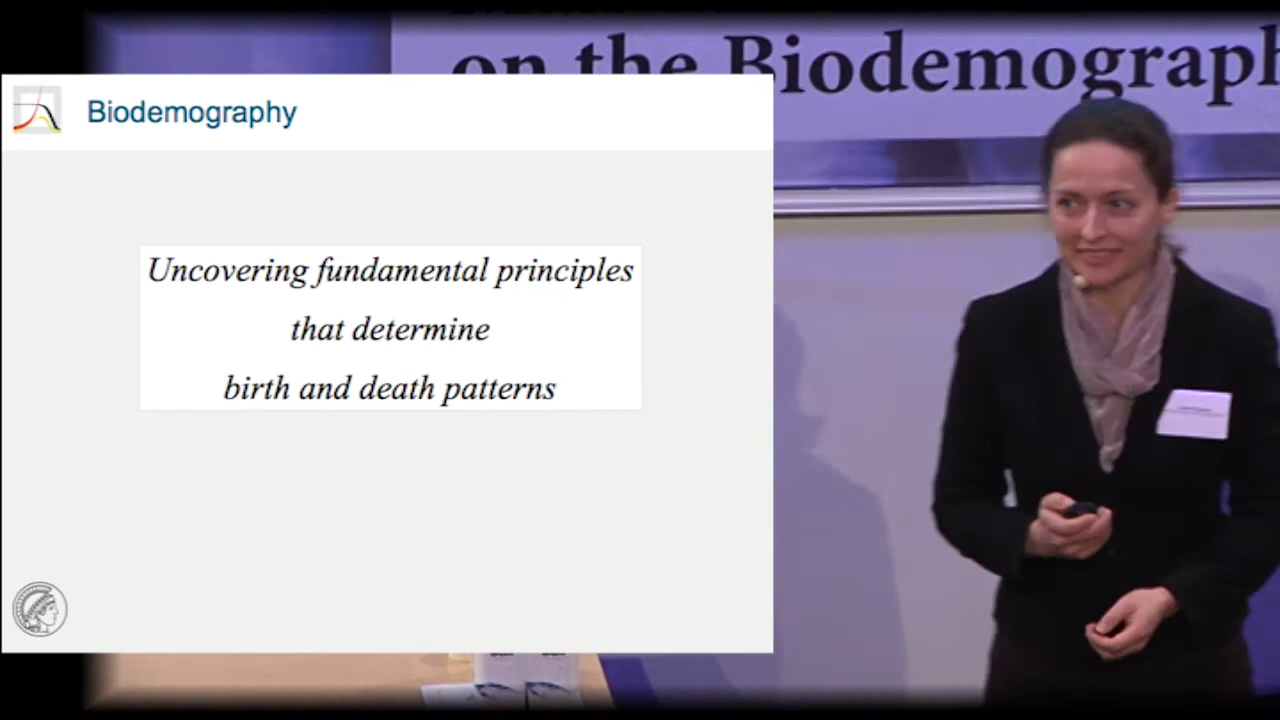 on the Biodemograph
Biodemography
Uncovering fundamental principles
that determine
birth and death patterns